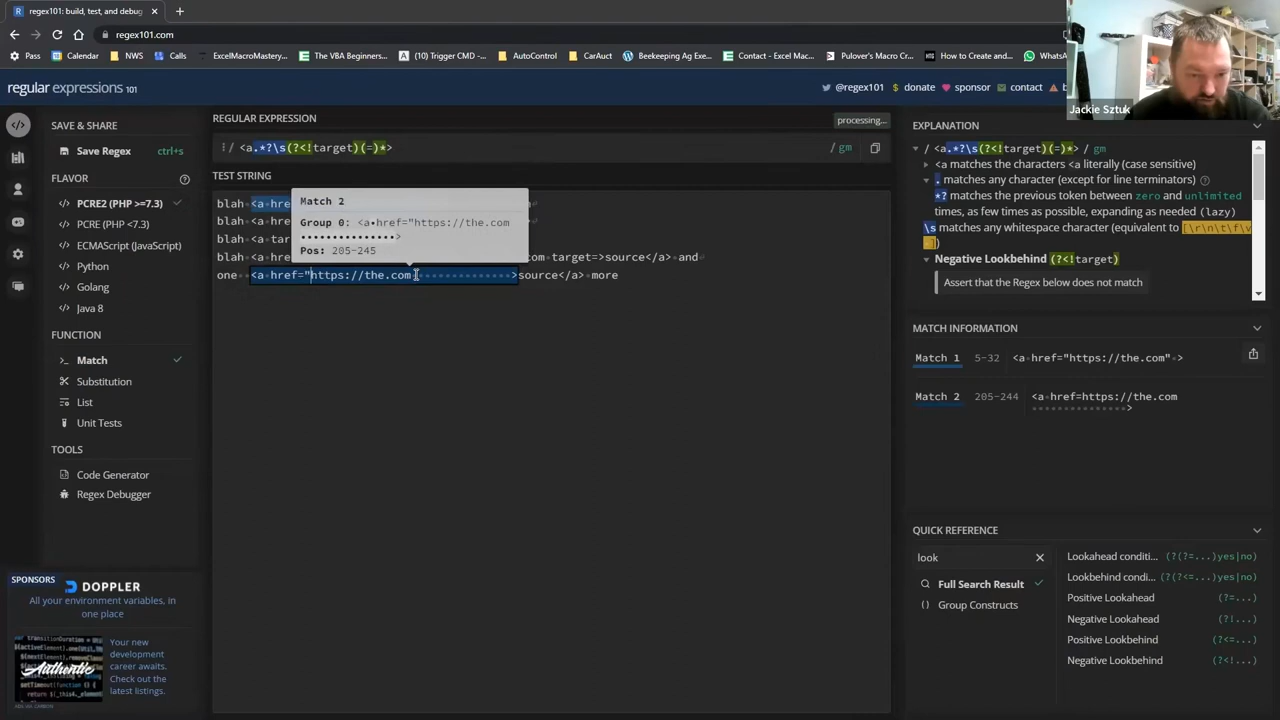 regex101: build, test, and debug
regex101.com
Pass
Calendar
NWS
Calls
ExcelMacroMastery...
The VBA Beginners...
(10) Trigger CMD -...
AutoControl
CarAuct
Beekeeping Ag Exe...
Contact - Excel Mac...
Pulover's Macro Cr...
How to Create and...
WhatsA
regular expressions 101
@regex101
$ donate
sponsor
contact
Jackie Sztuk
SAVE & SHARE
Save Regex
ctrl+s
FLAVOR
PCRE2 (PHP >=7.3)
PCRE (PHP <7.3)
ECMAScript (JavaScript)
Python
Golang
Java 8
FUNCTION
Match
Substitution
List
Unit Tests
TOOLS
Code Generator
Regex Debugger
SPONSORS
DOPPLER
All your environment variables, in
one place
Authentic
Your new
development
career awaits.
Check out the
latest listings.
REGULAR EXPRESSION
processing...
/ <a.*?\s(?<!target)(=)*>
/ gm
TEST STRING
blah·<a·hre
blah·<a·hre
blah·<a·tar
blah·<a·hre
com target=>source</a>·and
one··<a·href="https://the.com···············>source</a>·more
Match 2
Group 0: <a•href="https://the.com
•••••••••••••••>
Pos: 205-245
EXPLANATION
/ <a.*?\s(?<!target)(=)*> / gm
<a matches the characters <a literally (case sensitive)
. matches any character (except for line terminators)
*? matches the previous token between zero and unlimited
times, as few times as possible, expanding as needed (lazy)
\s matches any whitespace character (equivalent to [\r\n\t\f\v
])
Negative Lookbehind (?<!target)
Assert that the Regex below does not match
MATCH INFORMATION
Match 1
5-32
<a·href="https://the.com"·>
Match 2
205-244
<a·href=https://the.com
···············>
QUICK REFERENCE
look
Full Search Result
Group Constructs
Lookahead conditi...
(?(?=...)yes|no)
Lookbehind condi...
(?(?<=...)yes|no)
Positive Lookahead
(?=...)
Negative Lookahead
(?!...)
Positive Lookbehind
(?<=...)
Negative Lookbehind
(?<!...)